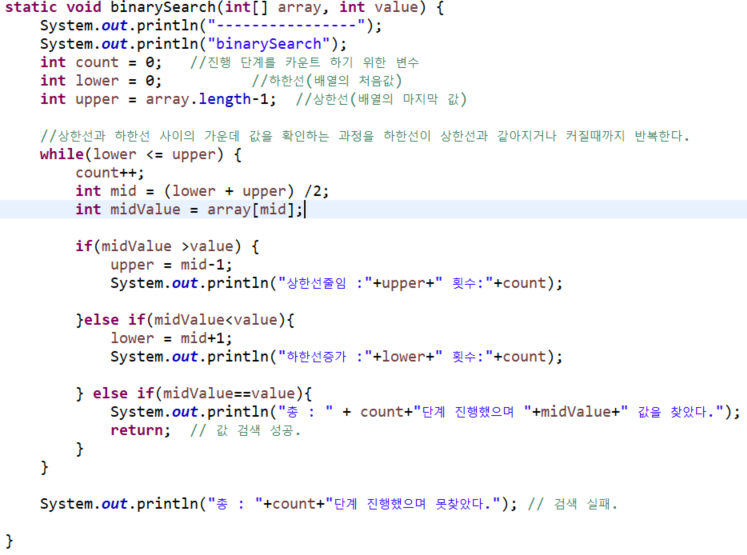 static void binarySearch(int[] array, int value) {
System.out.println("----------------");
System.out.println("binarySearch");
int count = 0;   //진행 단계를 카운트 하기 위한 변수
int lower = 0;          //하한선(배열의 처음값)
int upper = array.length-1;  //상한선(배열의 마지막 값)
//상한선과 하한선 사이의 가운데 값을 확인하는 과정을 하한선이 상한선과 같아지거나 커질때까지 반복한다.
while(lower <= upper) {
count++;
int mid = (lower + upper) /2;
int midValue = array[mid];
if(midValue >value) {
upper = mid-1;
System.out.println("상한선줄임 :"+upper+" 횟수:"+count);
}else if(midValue<value){
lower = mid+1;
System.out.println("하한선증가 :"+lower+" 횟수:"+count);
} else if(midValue==value){
System.out.println("총 : " + count+"단계 진행했으며 "+midValue+" 값을 찾았다.");
return;  // 값 검색 성공.
}
}
System.out.println("총 : "+count+"단계 진행했으며 못찾았다."); // 검색 실패.
}